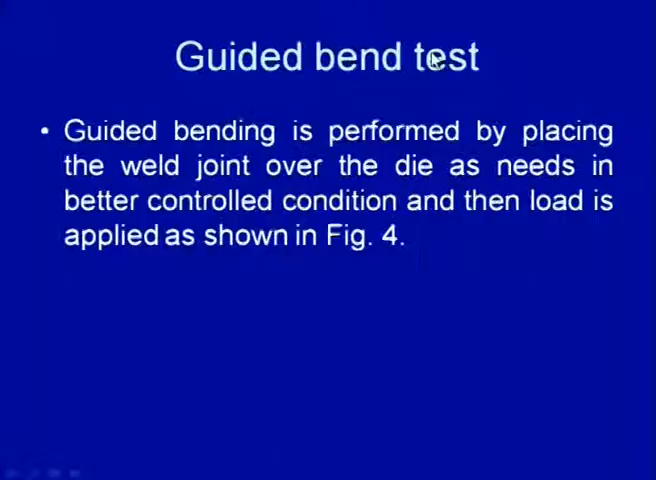 Guided bend test
• Guided bending is performed by placing
the weld joint over the die as needs in
better controlled condition and then load is
applied as shown in Fig. 4.